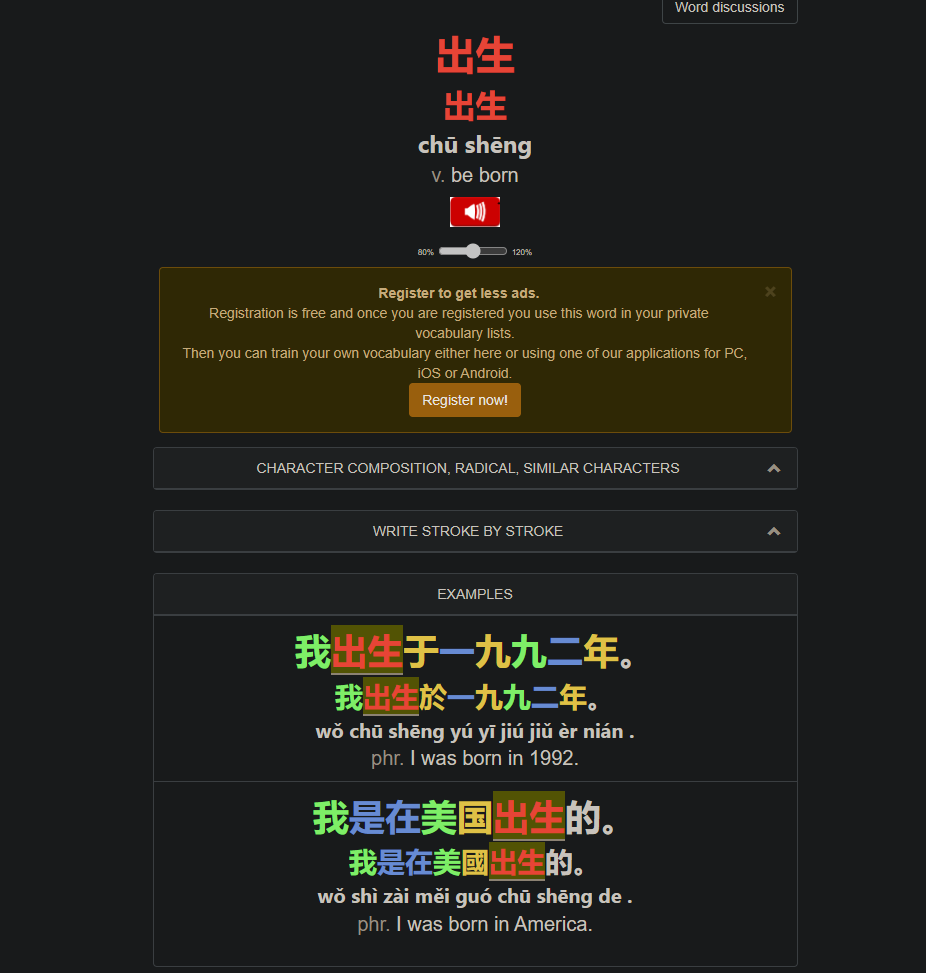 Word discussions
出生
出生
chū shēng
v. be born
80% 120%
Register to get less ads.
×
Registration is free and once you are registered you use this word in your private
vocabulary lists.
Then you can train your own vocabulary either here or using one of our applications for PC,
iOS or Android.
Register now!
CHARACTER COMPOSITION, RADICAL, SIMILAR CHARACTERS
WRITE STROKE BY STROKE
EXAMPLES
我出生于一九九二年。
我出生於一九九二年。
wǒ chū shēng yú yī jiú jiǔ èr nián .
phr. I was born in 1992.
我是在美国出生的。
我是在美國出生的。
wǒ shì zài měi guó chū shēng de .
phr. I was born in America.